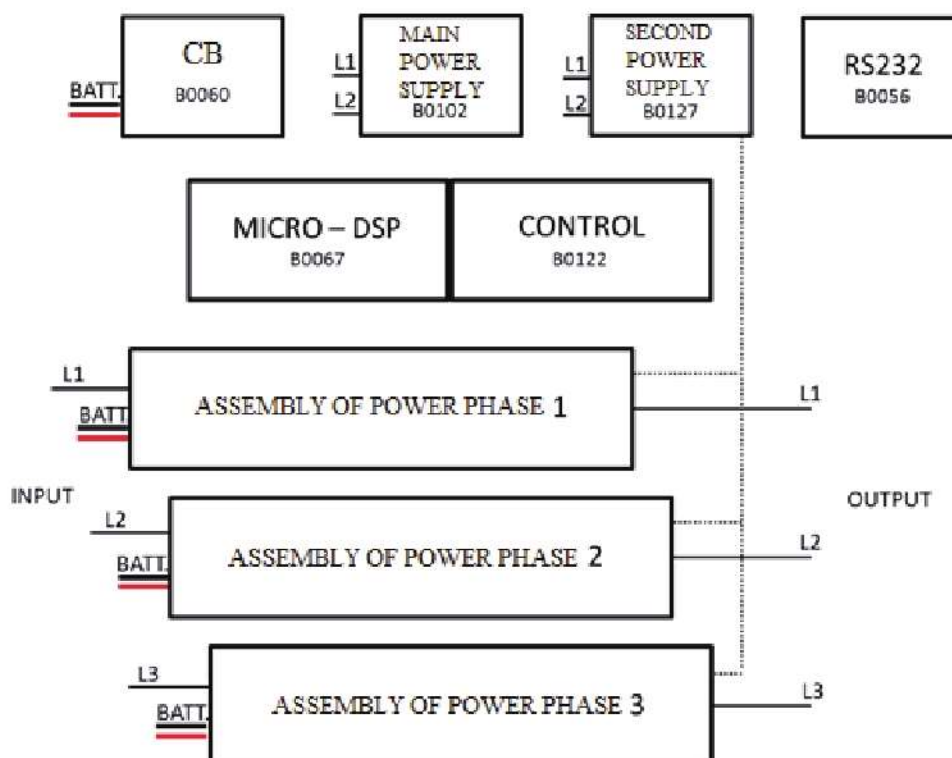 CB
B0060
BATT.
MAIN
POWER
SUPPLY
B0102
L1
L2
SECOND
POWER
SUPPLY
B0127
L1
L2
RS232
B0056
MICRO – DSP
B0067
CONTROL
B0122
L1
BATT.
ASSEMBLY OF POWER PHASE 1
L1
INPUT
OUTPUT
L2
BATT.
ASSEMBLY OF POWER PHASE 2
L2
L3
BATT.
ASSEMBLY OF POWER PHASE 3
L3